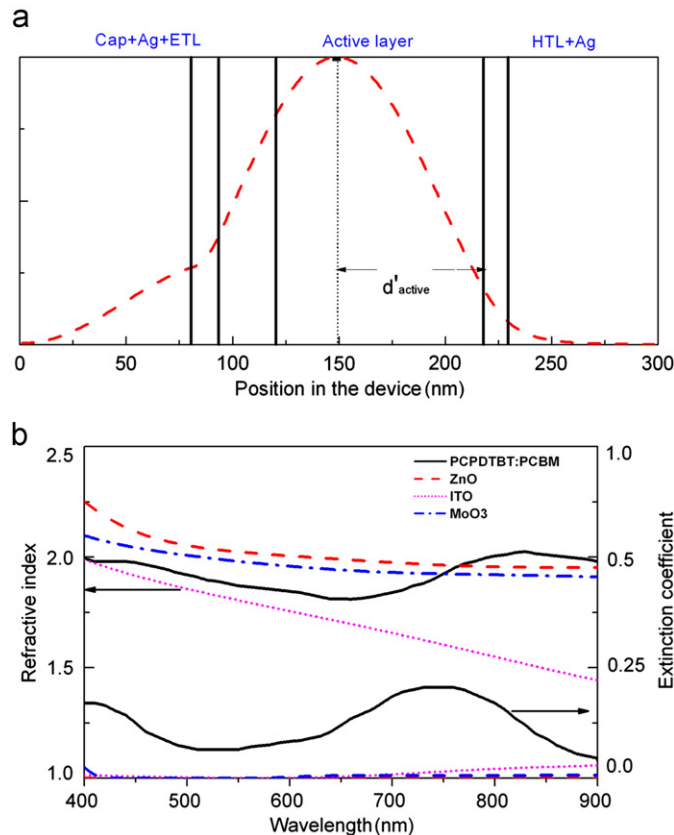 a
Cap+Ag+ETL Active layer HTL+Ag
d'active
0 50 100 150 200 250 300
Position in the device (nm)
b
2.5 1.0
PCPDTBT:PCBM
ZnO
ITO
MoO3
2.0 0.5
Refractive index
Extinction coefficient
1.5 0.25
1.0 0.0
400 500 600 700 800 900
Wavelength (nm)